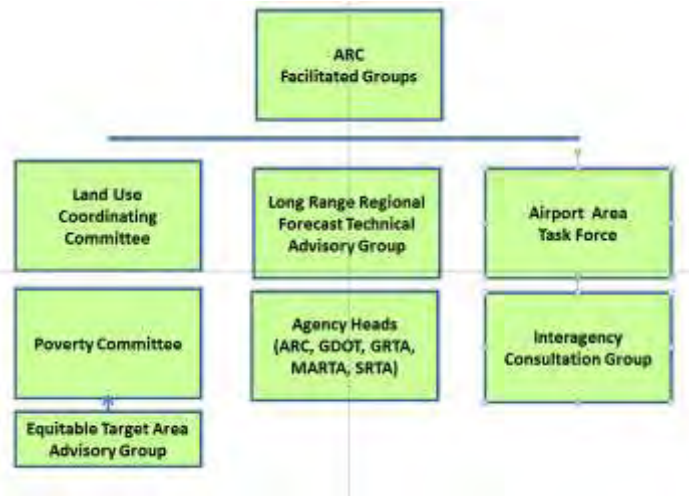 ARC
Facilitated Groups
Land Use
Coordinating
Committee
Long Range Regional
Forecast Technical
Advisory Group
Airport Area
Task Force
Poverty Committee
Agency Heads
(ARC, GDOT, GRTA,
MARTA, SRTA)
Interagency
Consultation Group
Equitable Target Area
Advisory Group